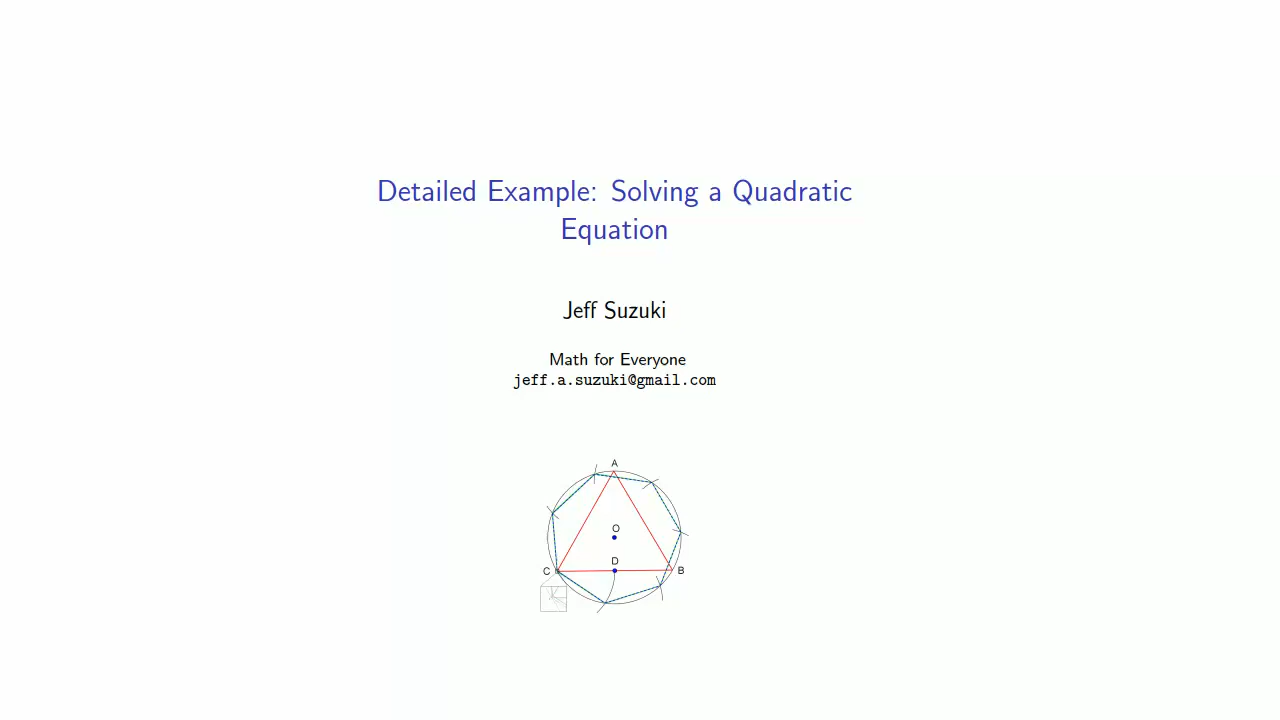 Detailed Example: Solving a Quadratic
Equation
Jeff Suzuki
Math for Everyone
jeff.a.suzuki@gmail.com
A
O
D
C
B